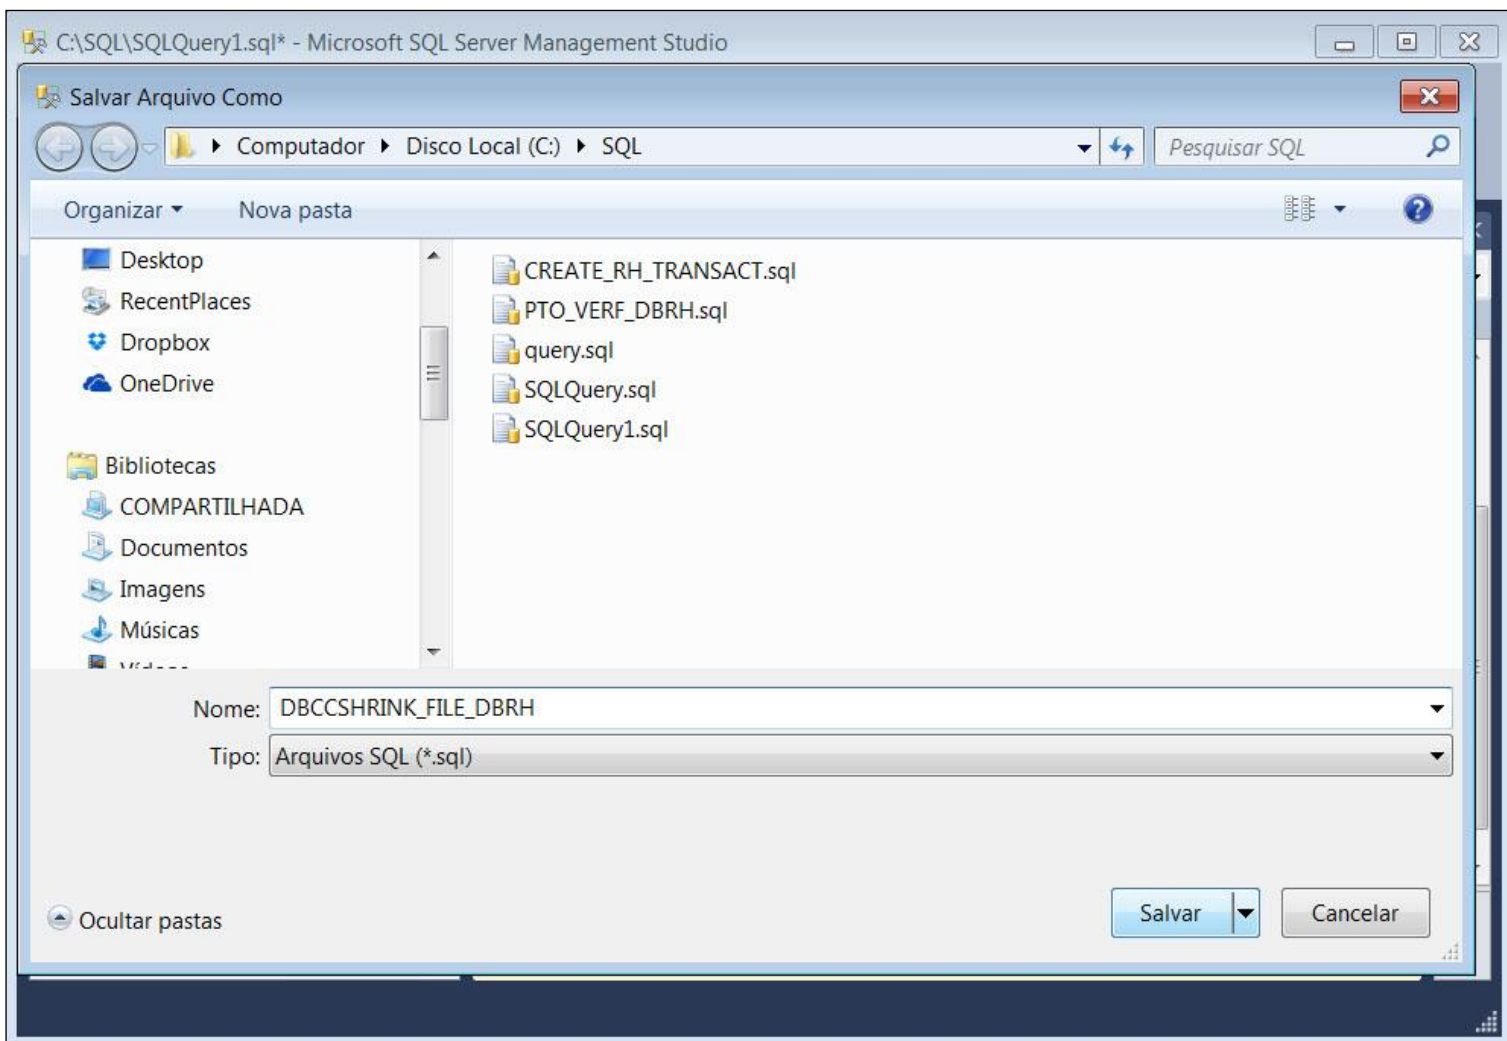 C:\SQL\SQLQuery1.sql* - Microsoft SQL Server Management Studio
Salvar Arquivo Como
Computador Disco Local (C:) SQL
Pesquisar SQL
Organizar
Nova pasta
Desktop
RecentPlaces
Dropbox
OneDrive
Bibliotecas
COMPARTILHADA
Documentos
Imagens
Músicas
Vídeos
CREATE_RH_TRANSACT.sql
PTO_VERF_DBRH.sql
query.sql
SQLQuery.sql
SQLQuery1.sql
Nome: DBCCSHRINK_FILE_DBRH
Tipo: Arquivos SQL (*.sql)
Ocultar pastas
Salvar
Cancelar